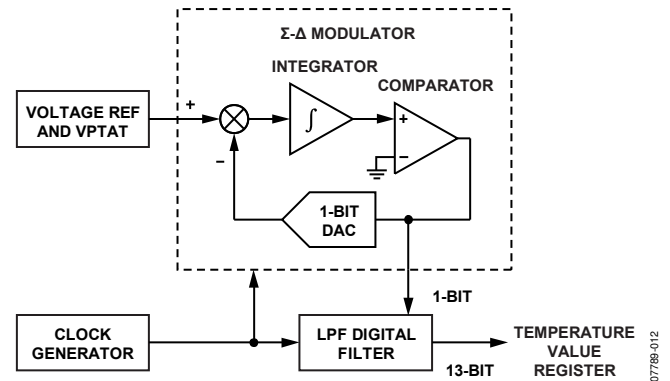 Σ-Δ MODULATOR
INTEGRATOR
COMPARATOR
VOLTAGE REF
AND VPTAT
+
−
∫
+
−
1-BIT
DAC
1-BIT
CLOCK
GENERATOR
LPF DIGITAL
FILTER
13-BIT
TEMPERATURE
VALUE
REGISTER
07789-012